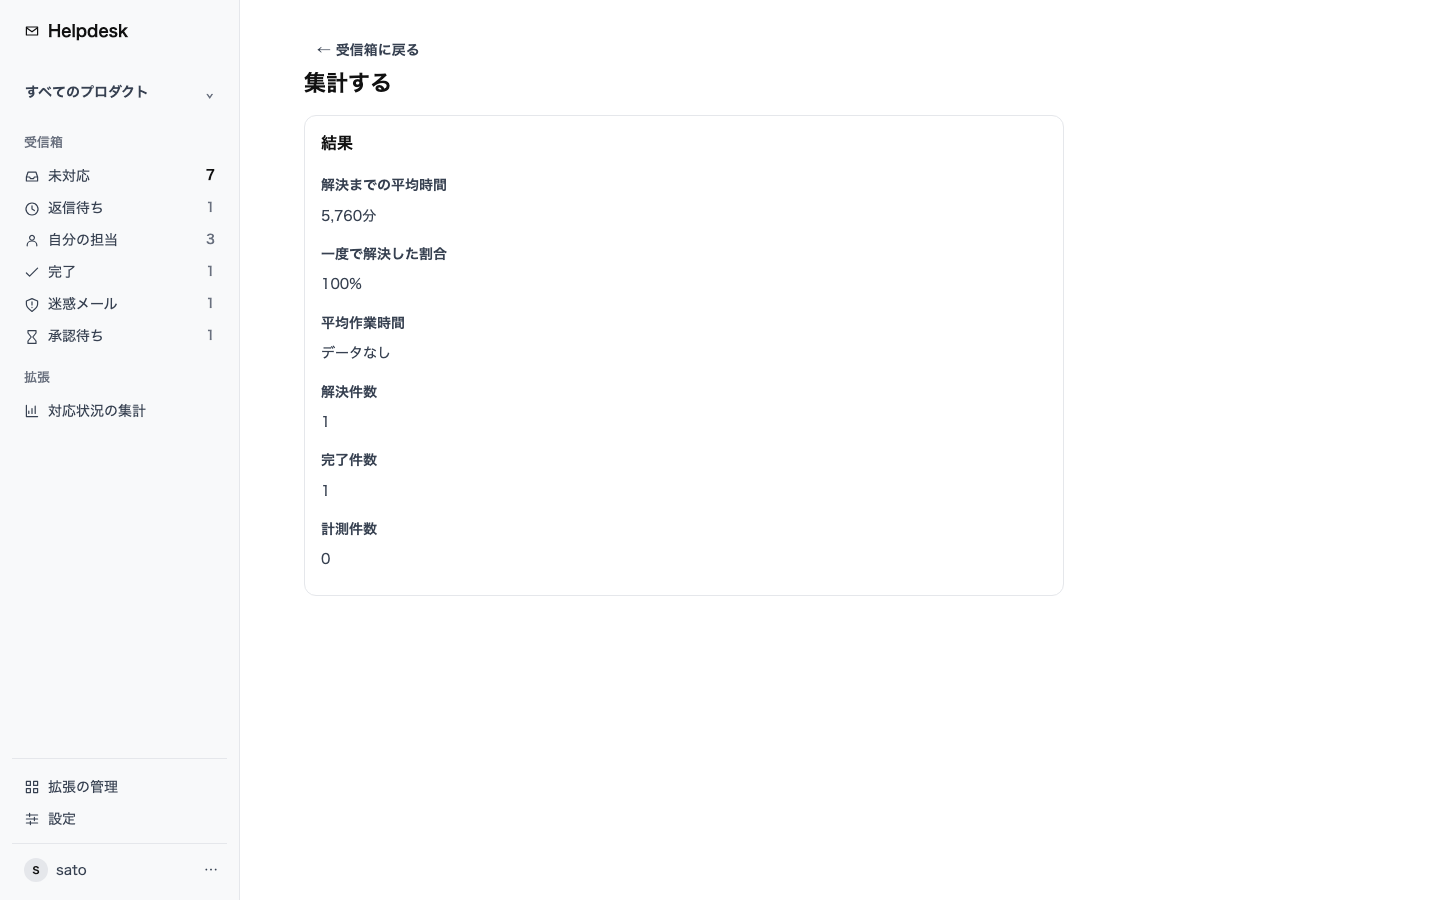 Helpdesk
すべてのプロダクト
受信箱
未対応 7
返信待ち 1
自分の担当 3
完了 1
迷惑メール 1
承認待ち 1
拡張
対応状況の集計
拡張の管理
設定
S sato ...
← 受信箱に戻る
集計する
結果
解決までの平均時間
5,760分
一度で解決した割合
100%
平均作業時間
データなし
解決件数
1
完了件数
1
計測件数
0